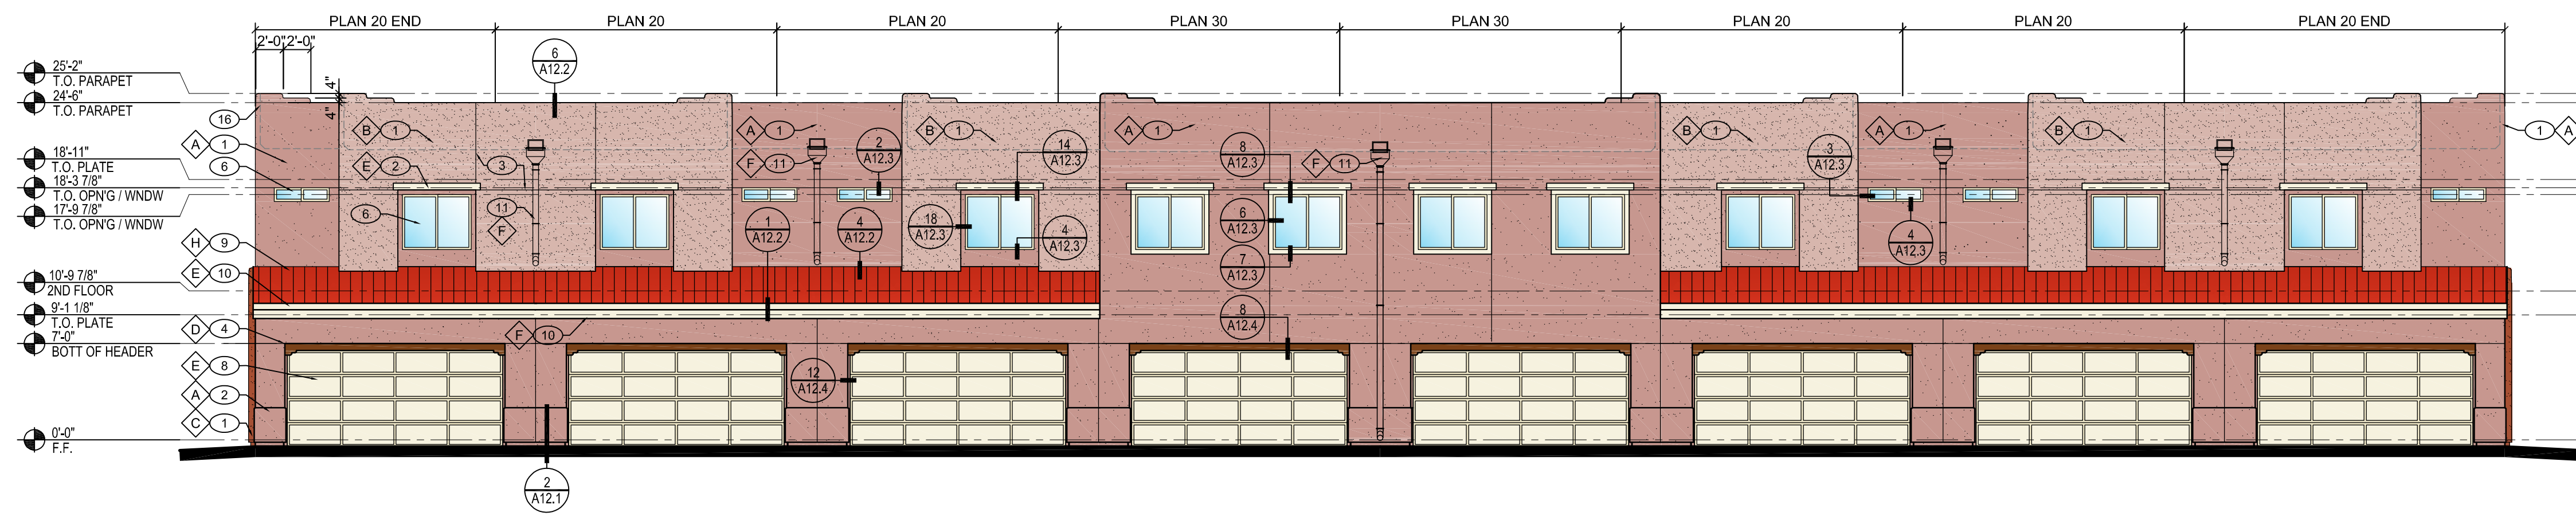 PLAN 20 END
PLAN 20
PLAN 20
PLAN 30
PLAN 30
PLAN 20
PLAN 20
PLAN 20 END
2'-0" 2'-0"
6
A12.2
25'-2"
T.O. PARAPET
4"
24'-6"
T.O. PARAPET
4"
16
B 1
A 1
B 1
A 1
B 1
A 1
B 1
1 A
A 1
18'-11"
T.O. PLATE
6
E 2
3
F 11
2
A12.3
14
A12.3
8
A12.3
F 11
3
A12.3
18'-3 7/8"
T.O. OPN'G / WNDW
17'-9 7/8"
T.O. OPN'G / WNDW
6
11
F
1
A12.2
4
A12.2
18
A12.3
4
A12.3
6
A12.3
4
A12.3
H 9
7
A12.3
E 10
10'-9 7/8"
2ND FLOOR
9'-1 1/8"
T.O. PLATE
8
A12.4
D 4
F 10
7'-0"
BOTT OF HEADER
E 8
12
A12.4
A 2
C 1
0'-0"
F.F.
2
A12.1